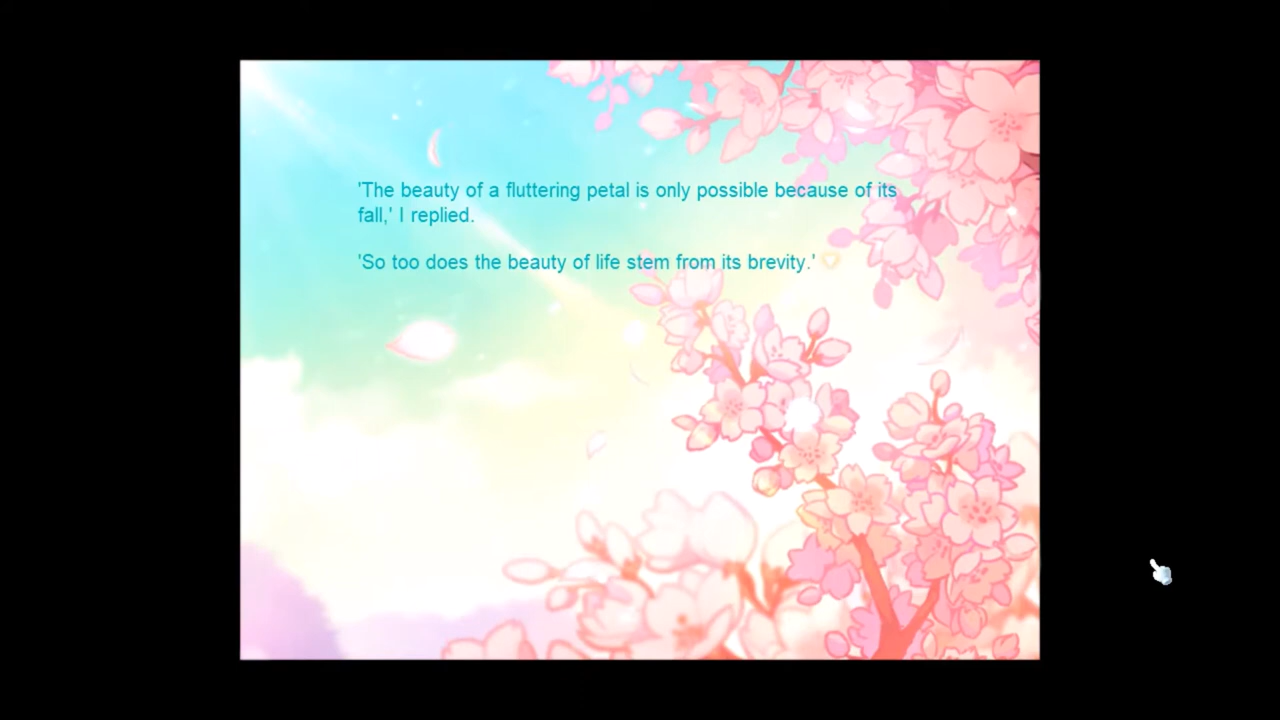 'The beauty of a fluttering petal is only possible because of its
fall,' I replied.
'So too does the beauty of life stem from its brevity.'